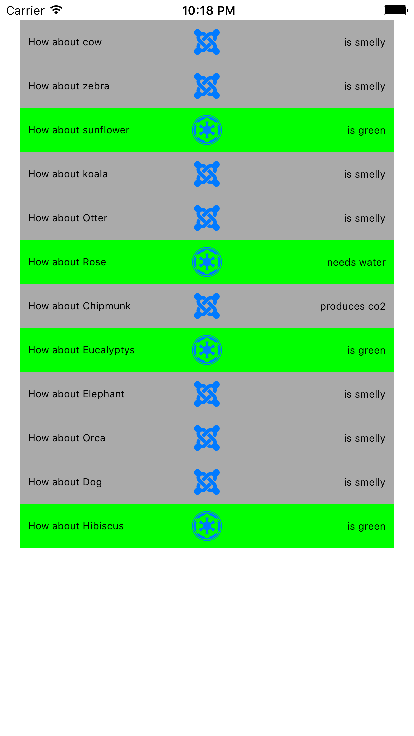 Carrier 10:18 PM
How about cow is smelly
How about zebra is smelly
How about sunflower is green
How about koala is smelly
How about Otter is smelly
How about Rose needs water
How about Chipmunk produces co2
How about Eucalyptys is green
How about Elephant is smelly
How about Orca is smelly
How about Dog is smelly
How about Hibiscus is green